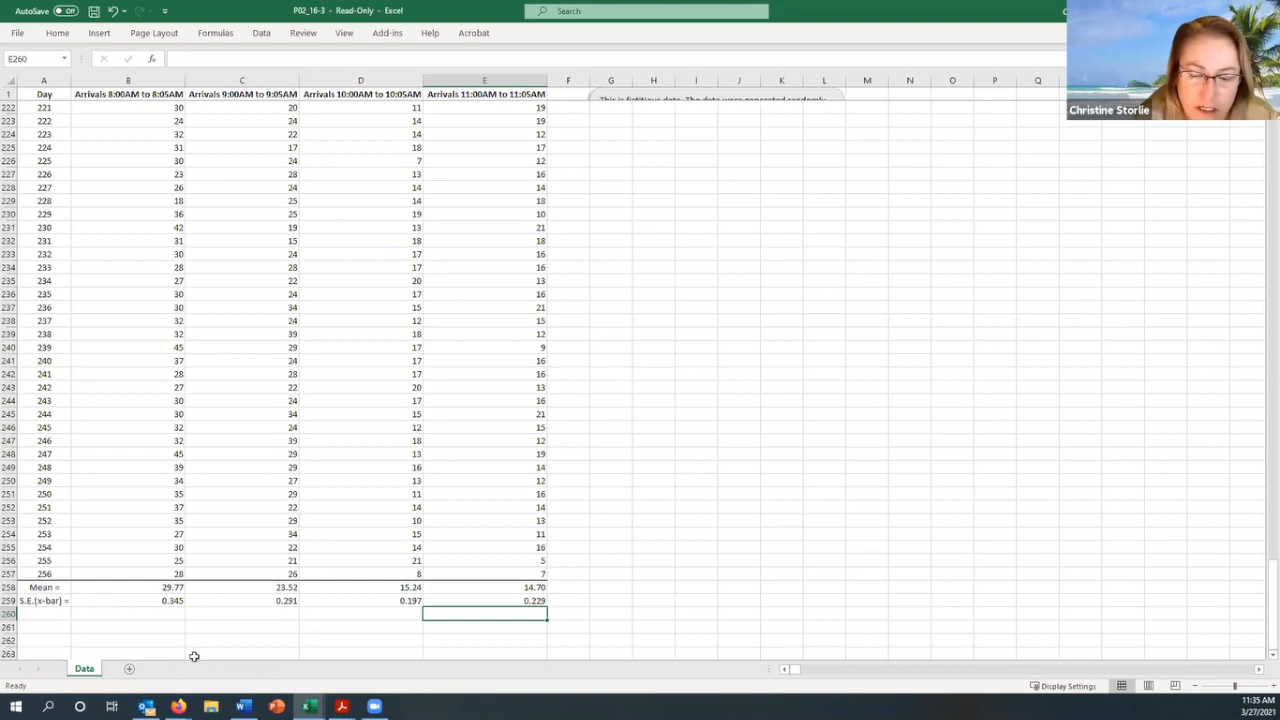 AutoSave Off P02_16-3 - Read-Only - Excel Search
File Home Insert Page Layout Formulas Data Review View Add-ins Help Acrobat
E260 fx
A B C D E F G H I J K L M N O P Q
1 Day Arrivals 8:00AM to 8:05AM Arrivals 9:00AM to 9:05AM Arrivals 10:00AM to 10:05AM Arrivals 11:00AM to 11:05AM This is fictitious data. The data were generated randomly
Christine Storlie
222 221 30 20 11 19
223 222 24 24 14 19
224 223 32 22 14 12
225 224 31 17 18 17
226 225 30 24 7 12
227 226 23 28 13 16
228 227 26 24 14 14
229 228 18 25 14 18
230 229 36 25 19 10
231 230 42 19 13 21
232 231 31 15 18 18
233 232 30 24 17 16
234 233 28 28 17 16
235 234 27 22 20 13
236 235 30 24 17 16
237 236 30 34 15 21
238 237 32 24 12 15
239 238 32 39 18 12
240 239 45 29 17 9
241 240 37 24 17 16
242 241 28 28 17 16
243 242 27 22 20 13
244 243 30 24 17 16
245 244 30 34 15 21
246 245 32 24 12 15
247 246 32 39 18 12
248 247 45 29 13 19
249 248 39 29 16 14
250 249 34 27 13 12
251 250 35 29 11 16
252 251 37 22 14 14
253 252 35 29 10 13
254 253 27 34 15 11
255 254 30 22 14 16
256 255 25 21 21 5
257 256 28 26 8 7
258 Mean = 29.77 23.52 15.24 14.70
259 S.E.(x-bar) = 0.345 0.291 0.197 0.229
260
261
262
263
Data
Ready Display Settings
11:35 AM
3/27/2021